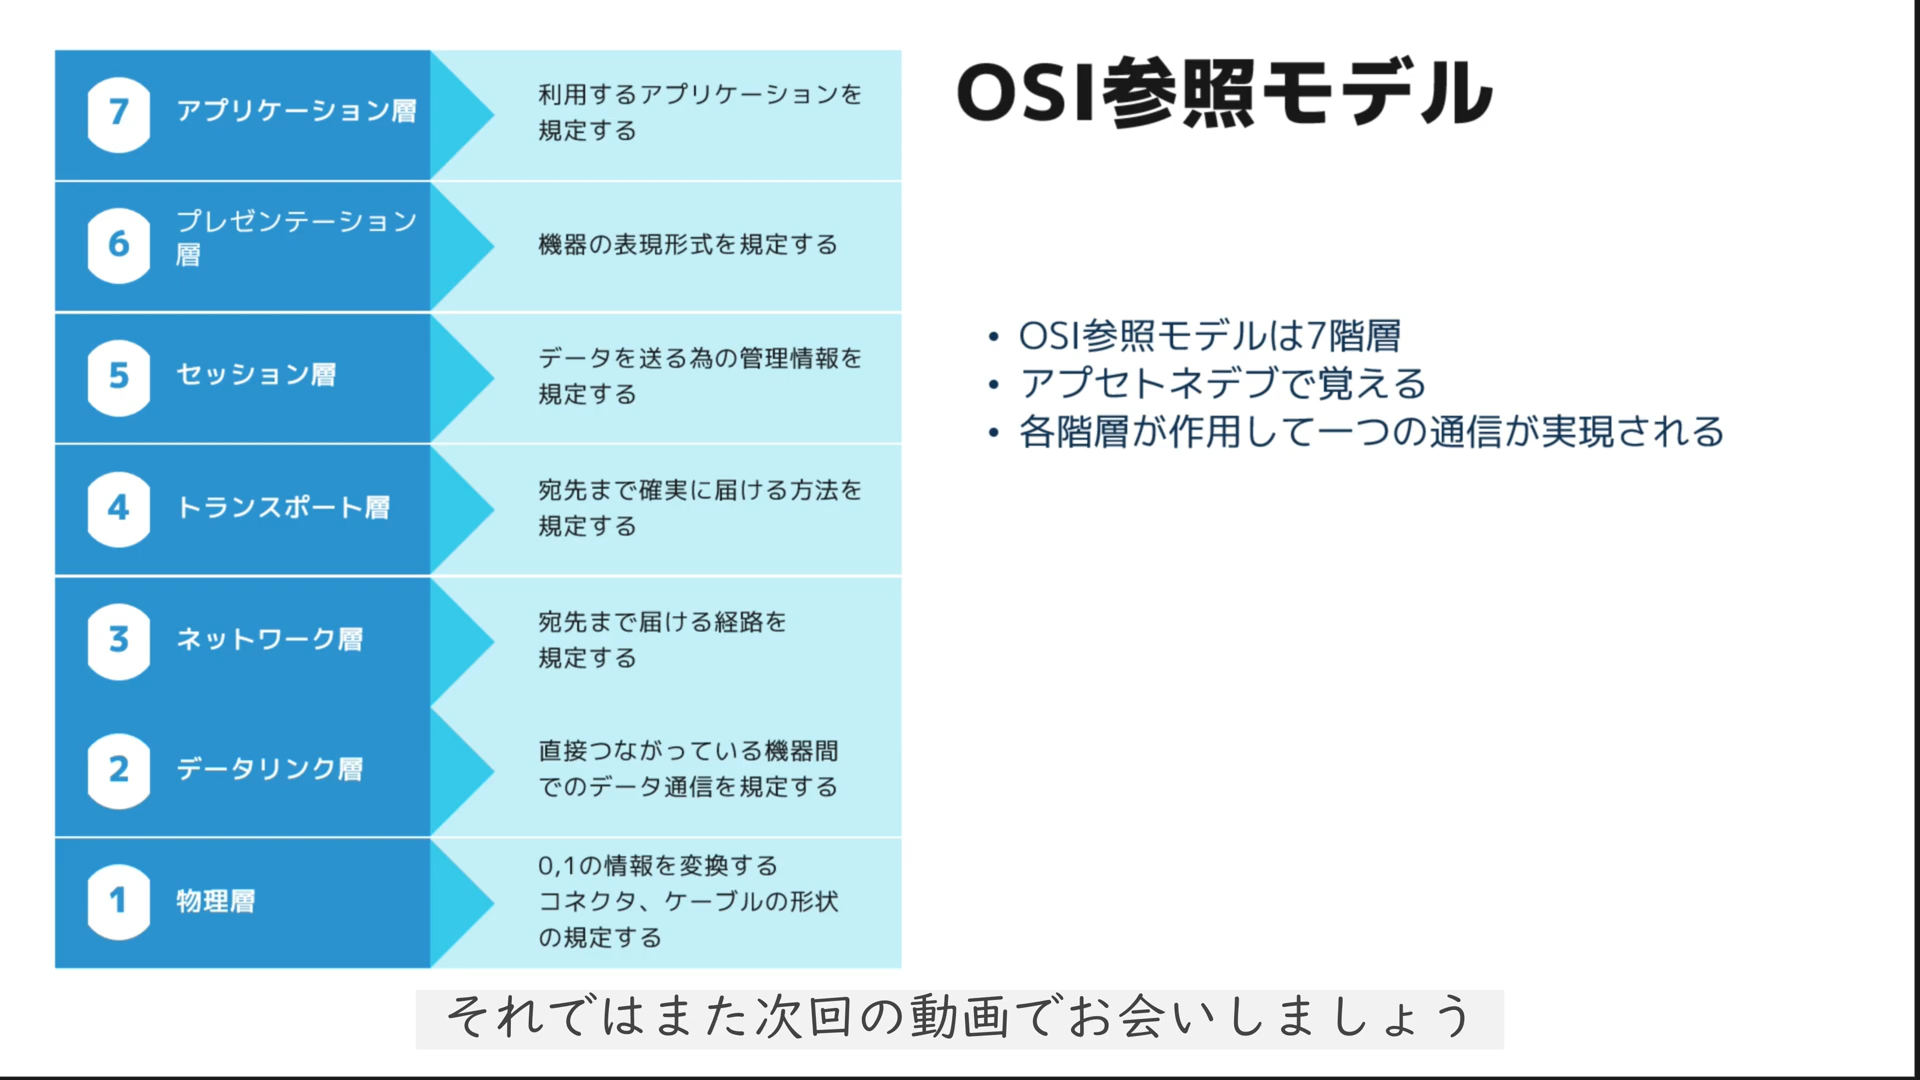 OSI参照モデル
7
アプリケーション層
利用するアプリケーションを
規定する
6
プレゼンテーション
層
機器の表現形式を規定する
5
セッション層
データを送る為の管理情報を
規定する
4
トランスポート層
宛先まで確実に届ける方法を
規定する
3
ネットワーク層
宛先まで届ける経路を
規定する
2
データリンク層
直接つながっている機器間
でのデータ通信を規定する
1
物理層
0,1の情報を変換する
コネクタ、ケーブルの形状
の規定する
• OSI参照モデルは7階層
• アプセトネデブで覚える
• 各階層が作用して一つの通信が実現される
それではまた次回の動画でお会いしましょう